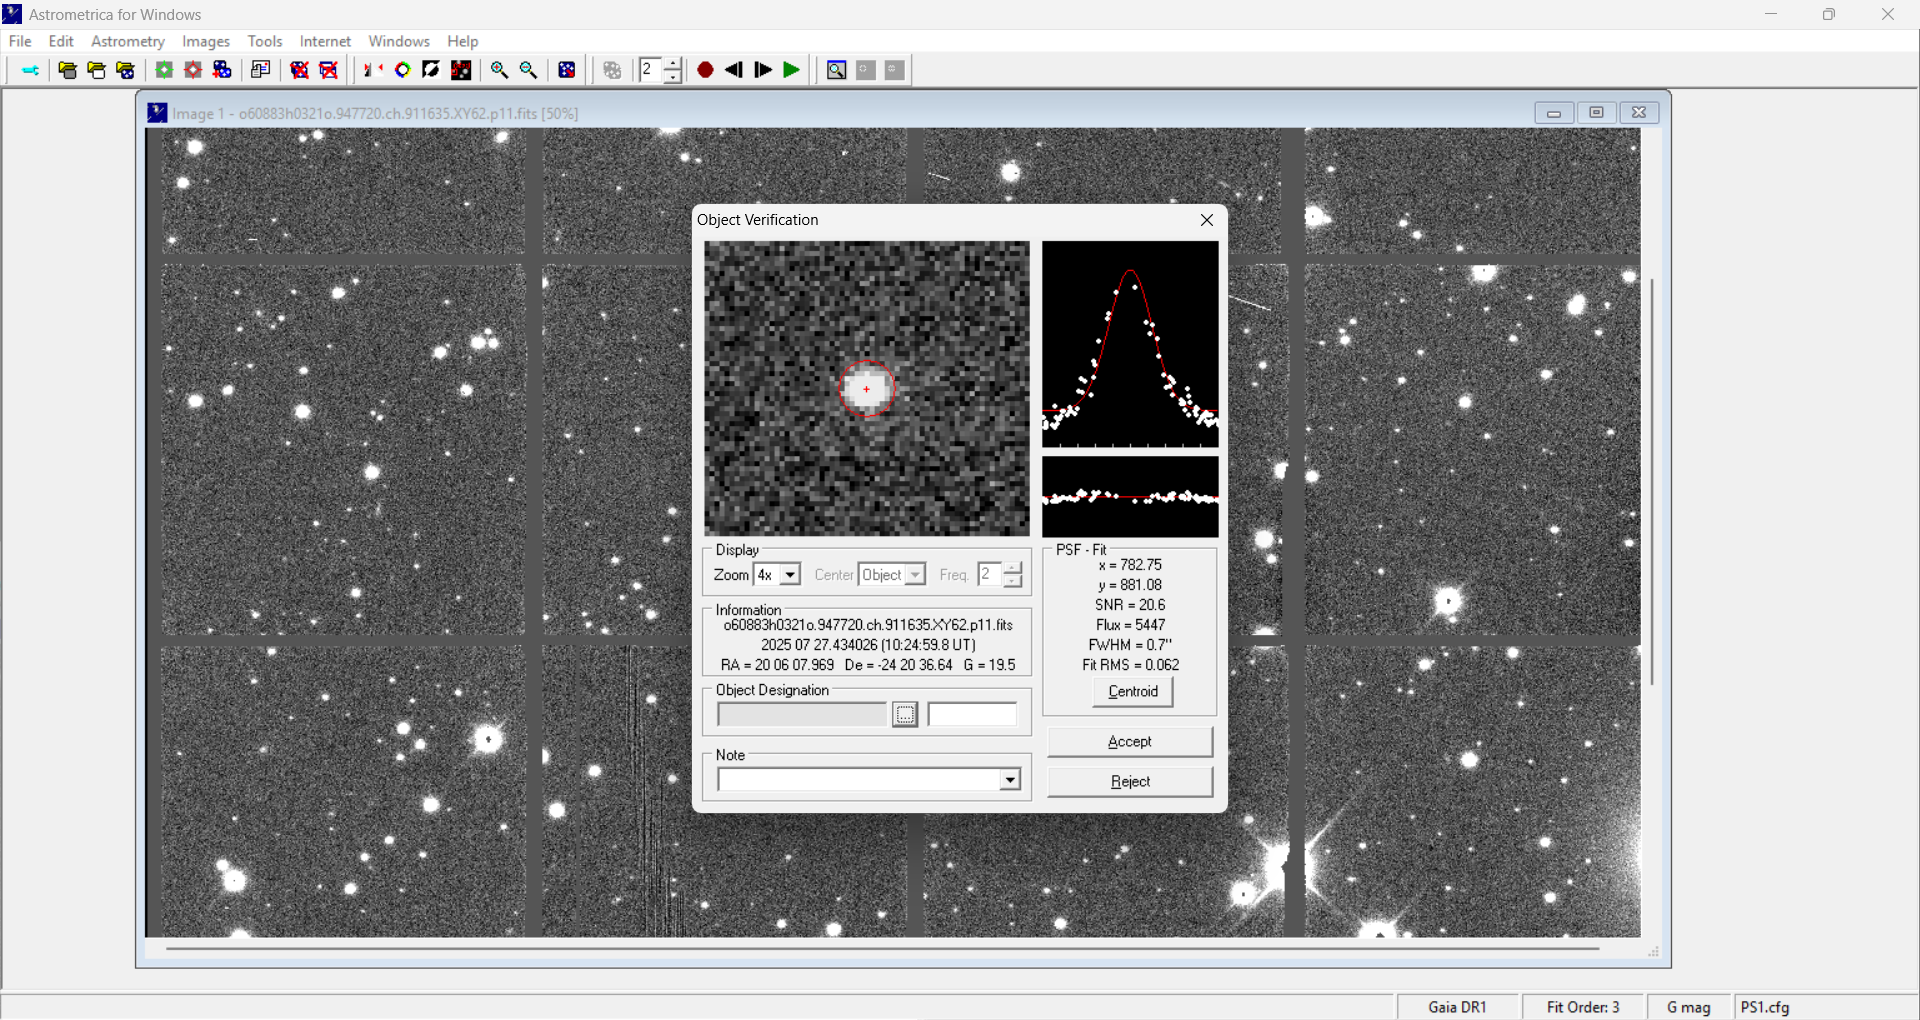 Astrometrica for Windows
File Edit Astrometry Images Tools Internet Windows Help
2
Image 1 - o60883h0321o.947720.ch.911635.XY62.p11.fits [50%]
Object Verification
Display
Zoom 4x Center Object Freq. 2
Information
o60883h0321o.947720.ch.911635.XY62.p11.fits
2025 07 27.434026 (10:24:59.8 UT)
RA = 20 06 07.969 De = -24 20 36.64 G = 19.5
Object Designation
...
Note
PSF - Fit
x = 782.75
y = 881.08
SNR = 20.6
Flux = 5447
FWHM = 0.7"
Fit RMS = 0.062
Centroid
Accept
Reject
Gaia DR1 Fit Order: 3 G mag PS1.cfg